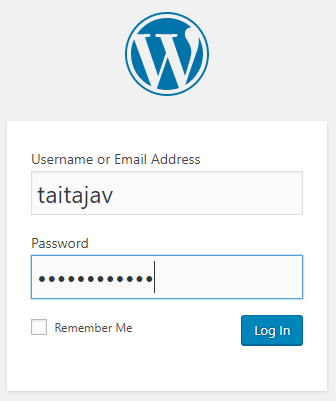 Username or Email Address
taitajav
Password
••••••••••••
Remember Me
Log In